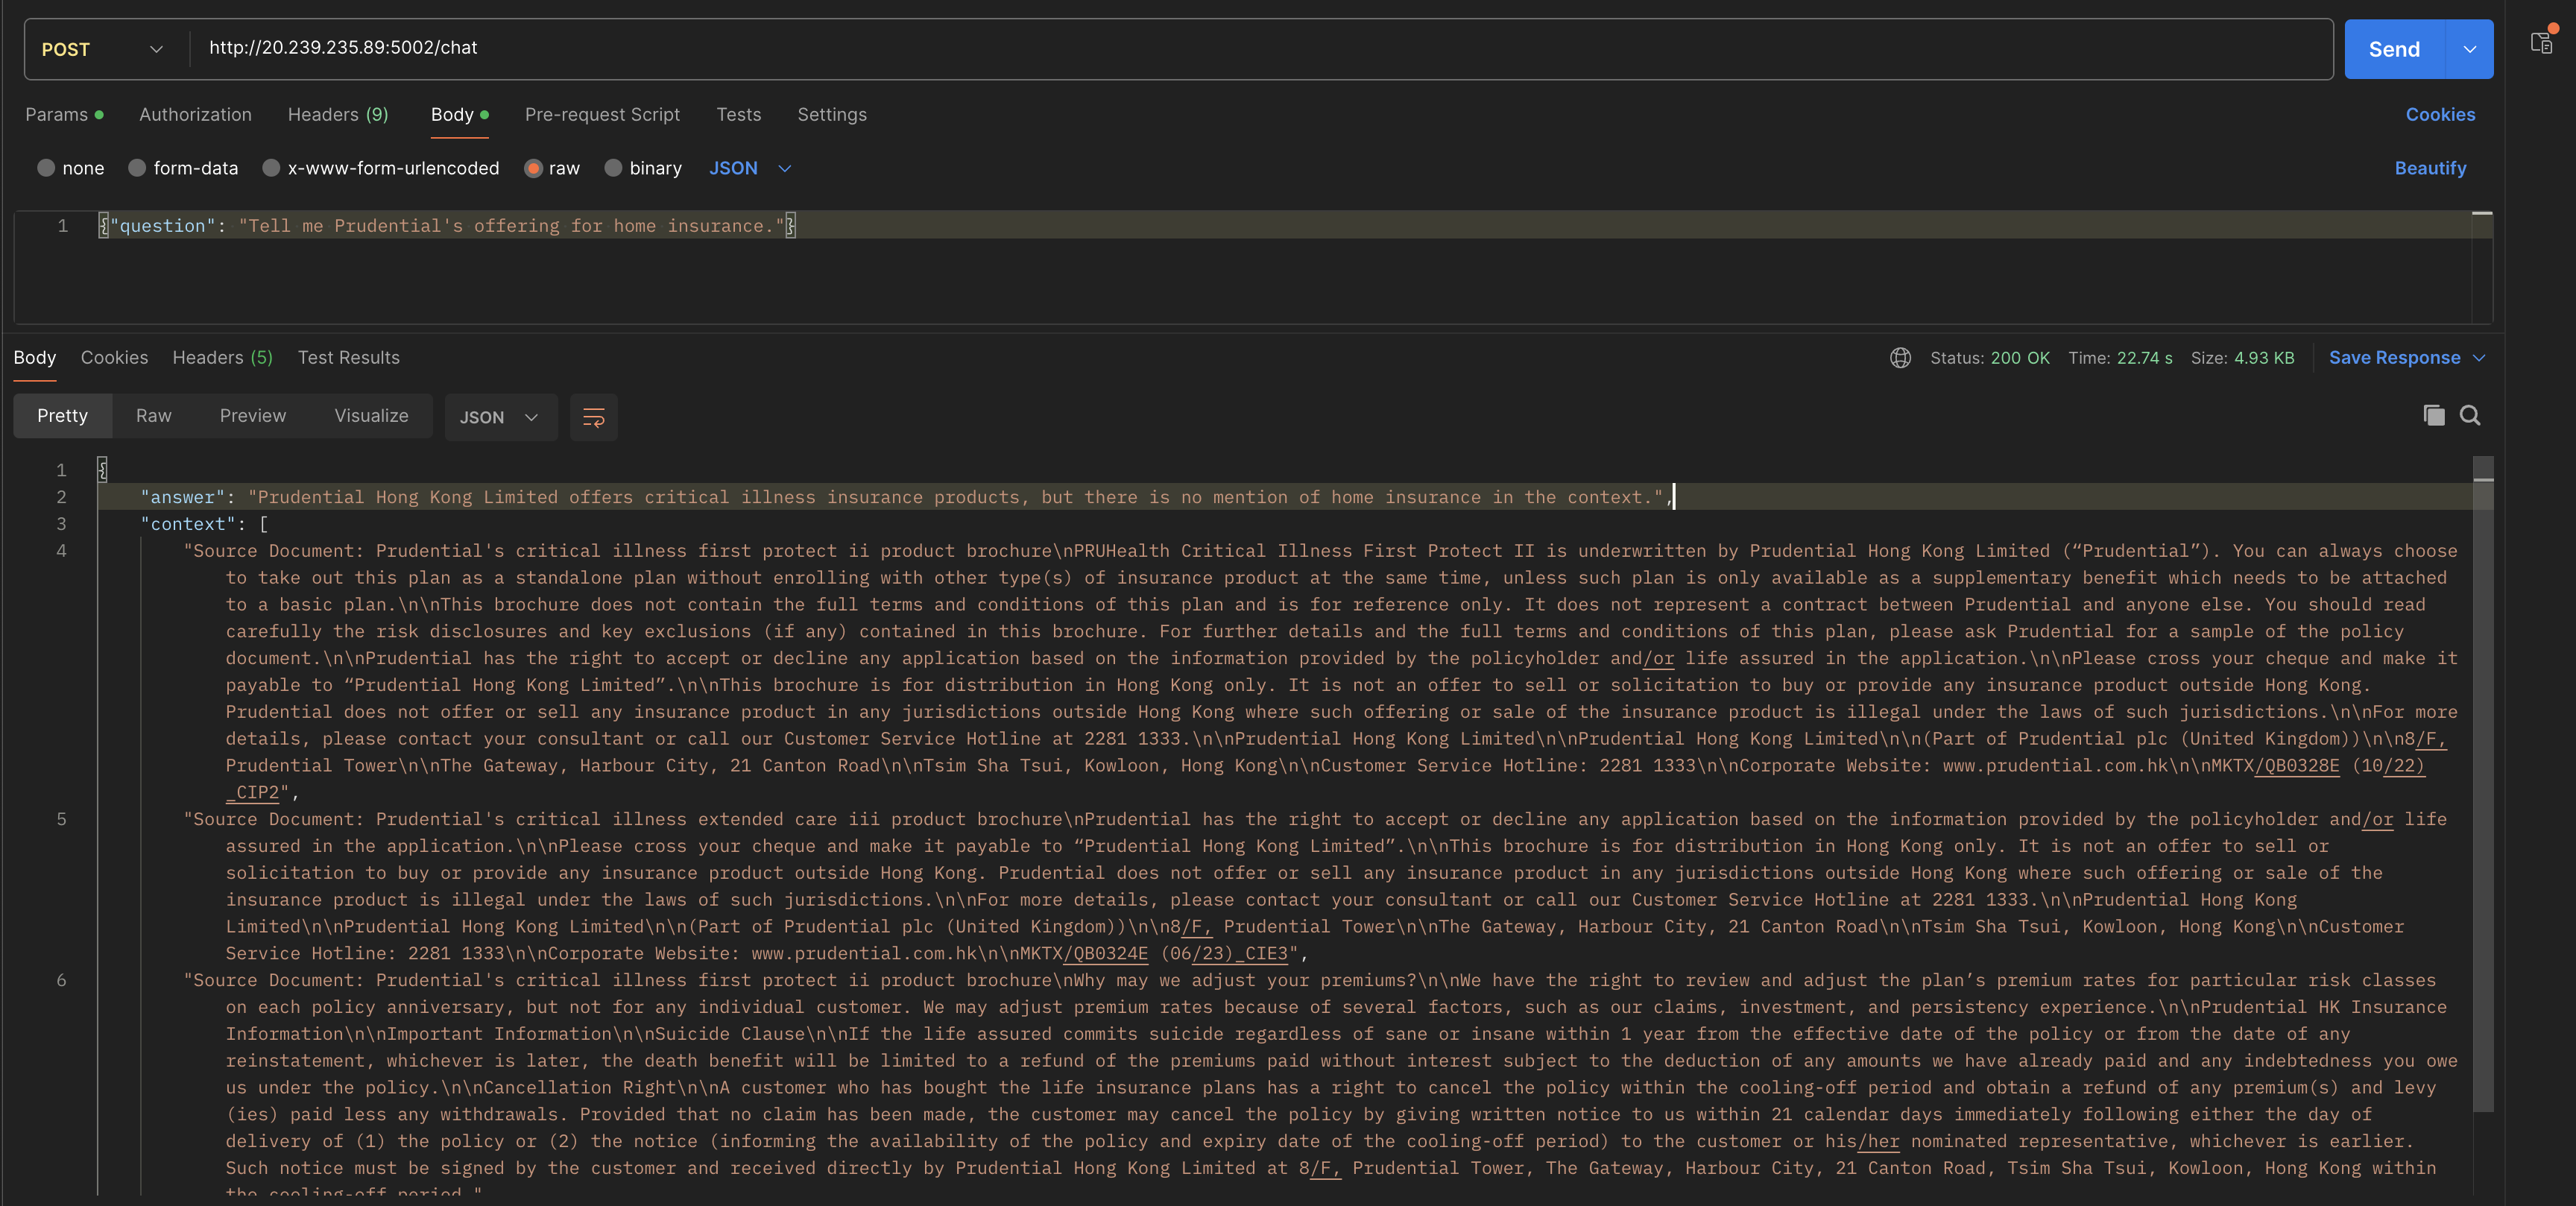 POST http://20.239.235.89:5002/chat Send
Params Authorization Headers (9) Body Pre-request Script Tests Settings Cookies
none form-data x-www-form-urlencoded raw binary JSON Beautify
1 {"question": "Tell me Prudential's offering for home insurance."}
Body Cookies Headers (5) Test Results Status: 200 OK Time: 22.74 s Size: 4.93 KB Save Response
Pretty Raw Preview Visualize JSON
1 {
2 "answer": "Prudential Hong Kong Limited offers critical illness insurance products, but there is no mention of home insurance in the context.",
3 "context": [
4 "Source Document: Prudential's critical illness first protect ii product brochure\nPRUHealth Critical Illness First Protect II is underwritten by Prudential Hong Kong Limited (“Prudential”). You can always choose
to take out this plan as a standalone plan without enrolling with other type(s) of insurance product at the same time, unless such plan is only available as a supplementary benefit which needs to be attached
to a basic plan.\n\nThis brochure does not contain the full terms and conditions of this plan and is for reference only. It does not represent a contract between Prudential and anyone else. You should read
carefully the risk disclosures and key exclusions (if any) contained in this brochure. For further details and the full terms and conditions of this plan, please ask Prudential for a sample of the policy
document.\n\nPrudential has the right to accept or decline any application based on the information provided by the policyholder and/or life assured in the application.\n\nPlease cross your cheque and make it
payable to “Prudential Hong Kong Limited”.\n\nThis brochure is for distribution in Hong Kong only. It is not an offer to sell or solicitation to buy or provide any insurance product outside Hong Kong.
Prudential does not offer or sell any insurance product in any jurisdictions outside Hong Kong where such offering or sale of the insurance product is illegal under the laws of such jurisdictions.\n\nFor more
details, please contact your consultant or call our Customer Service Hotline at 2281 1333.\n\nPrudential Hong Kong Limited\n\nPrudential Hong Kong Limited\n\n(Part of Prudential plc (United Kingdom))\n\n8/F,
Prudential Tower\n\nThe Gateway, Harbour City, 21 Canton Road\n\nTsim Sha Tsui, Kowloon, Hong Kong\n\nCustomer Service Hotline: 2281 1333\n\nCorporate Website: www.prudential.com.hk\n\nMKTX/QB0328E (10/22)
_CIP2",
5 "Source Document: Prudential's critical illness extended care iii product brochure\nPrudential has the right to accept or decline any application based on the information provided by the policyholder and/or life
assured in the application.\n\nPlease cross your cheque and make it payable to “Prudential Hong Kong Limited”.\n\nThis brochure is for distribution in Hong Kong only. It is not an offer to sell or
solicitation to buy or provide any insurance product outside Hong Kong. Prudential does not offer or sell any insurance product in any jurisdictions outside Hong Kong where such offering or sale of the
insurance product is illegal under the laws of such jurisdictions.\n\nFor more details, please contact your consultant or call our Customer Service Hotline at 2281 1333.\n\nPrudential Hong Kong
Limited\n\nPrudential Hong Kong Limited\n\n(Part of Prudential plc (United Kingdom))\n\n8/F, Prudential Tower\n\nThe Gateway, Harbour City, 21 Canton Road\n\nTsim Sha Tsui, Kowloon, Hong Kong\n\nCustomer
Service Hotline: 2281 1333\n\nCorporate Website: www.prudential.com.hk\n\nMKTX/QB0324E (06/23)_CIE3",
6 "Source Document: Prudential's critical illness first protect ii product brochure\nWhy may we adjust your premiums?\n\nWe have the right to review and adjust the plan’s premium rates for particular risk classes
on each policy anniversary, but not for any individual customer. We may adjust premium rates because of several factors, such as our claims, investment, and persistency experience.\n\nPrudential HK Insurance
Information\n\nImportant Information\n\nSuicide Clause\n\nIf the life assured commits suicide regardless of sane or insane within 1 year from the effective date of the policy or from the date of any
reinstatement, whichever is later, the death benefit will be limited to a refund of the premiums paid without interest subject to the deduction of any amounts we have already paid and any indebtedness you owe
us under the policy.\n\nCancellation Right\n\nA customer who has bought the life insurance plans has a right to cancel the policy within the cooling-off period and obtain a refund of any premium(s) and levy
(ies) paid less any withdrawals. Provided that no claim has been made, the customer may cancel the policy by giving written notice to us within 21 calendar days immediately following either the day of
delivery of (1) the policy or (2) the notice (informing the availability of the policy and expiry date of the cooling-off period) to the customer or his/her nominated representative, whichever is earlier.
Such notice must be signed by the customer and received directly by Prudential Hong Kong Limited at 8/F, Prudential Tower, The Gateway, Harbour City, 21 Canton Road, Tsim Sha Tsui, Kowloon, Hong Kong within
the cooling-off period."